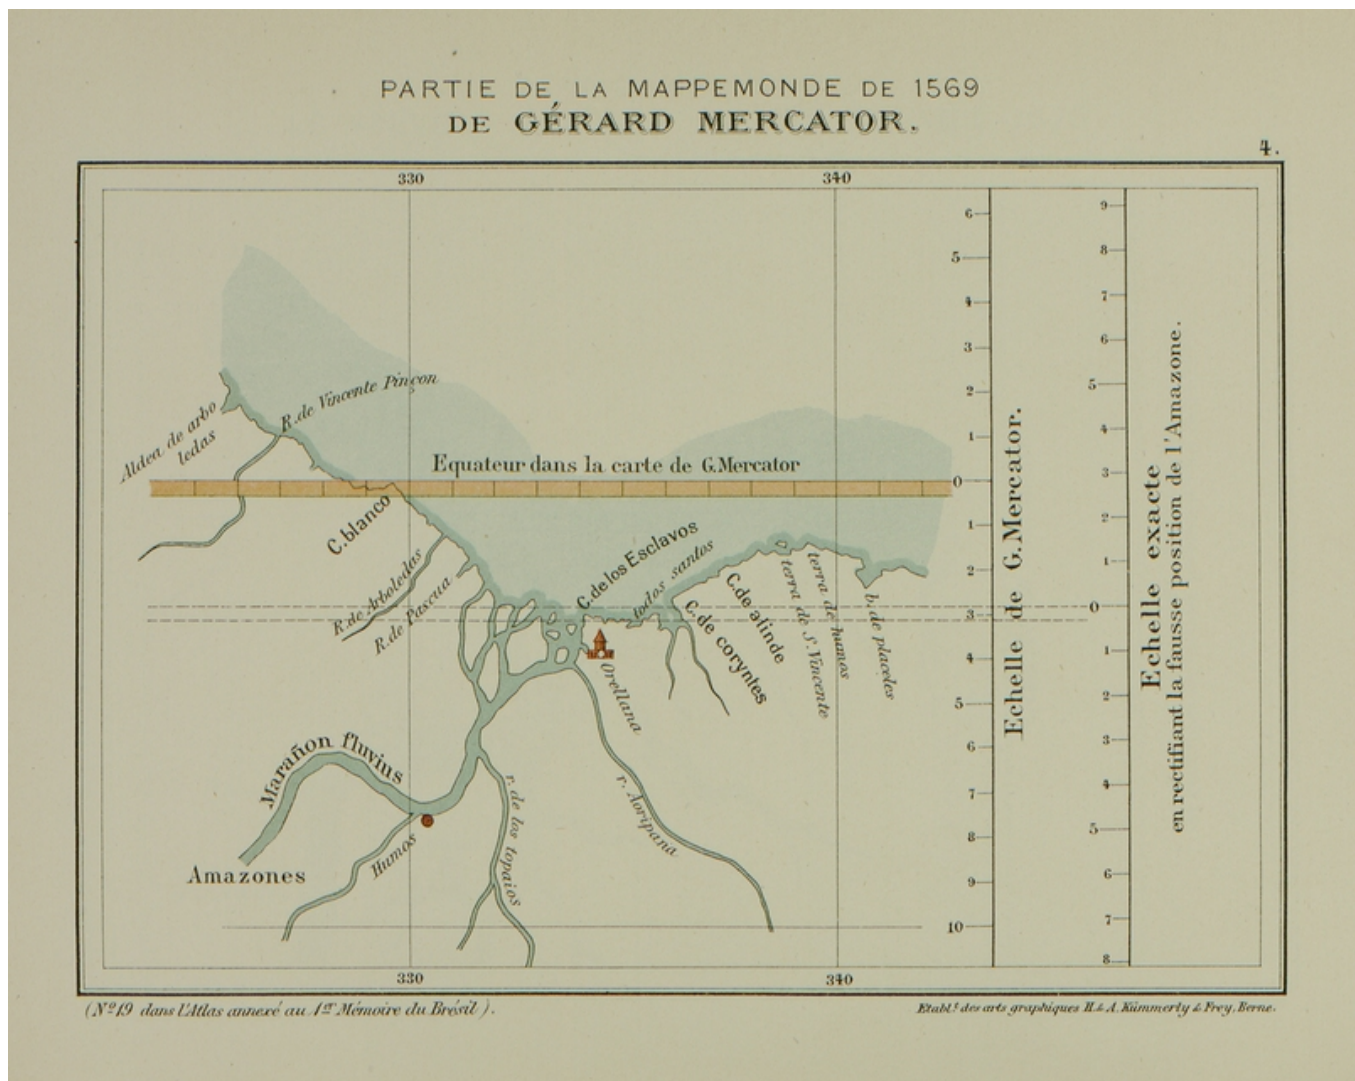 PARTIE DE LA MAPPEMONDE DE 1569
DE GÉRARD MERCATOR.
4.
330
340
Aldea de arbo
ledas
R. de Vincente Pinçon
Equateur dans la carte de G. Mercator
C. blanco
R. de Arboledas
R. de Pascua
C. de los Esclavos
todos santos
C. de alinde
C. de coryntes
terra de S. Vincente
terra de humos
b. de placeles
Orellana
Marañon fluvius
Amazones
Humos
r. de los topaios
r. Aoripana
6
5
4
3
2
1
0
1
2
3
4
5
6
7
8
9
10
Echelle de G. Mercator.
9
8
7
6
5
4
3
2
1
0
1
2
3
4
5
6
7
8
Echelle exacte
en rectifiant la fausse position de l'Amazone.
330
340
(Nº 19 dans l'Atlas annexé au 1er Mémoire du Brésil).
Etablt des arts graphiques H. & A. Kümmerly & Frey, Berne.